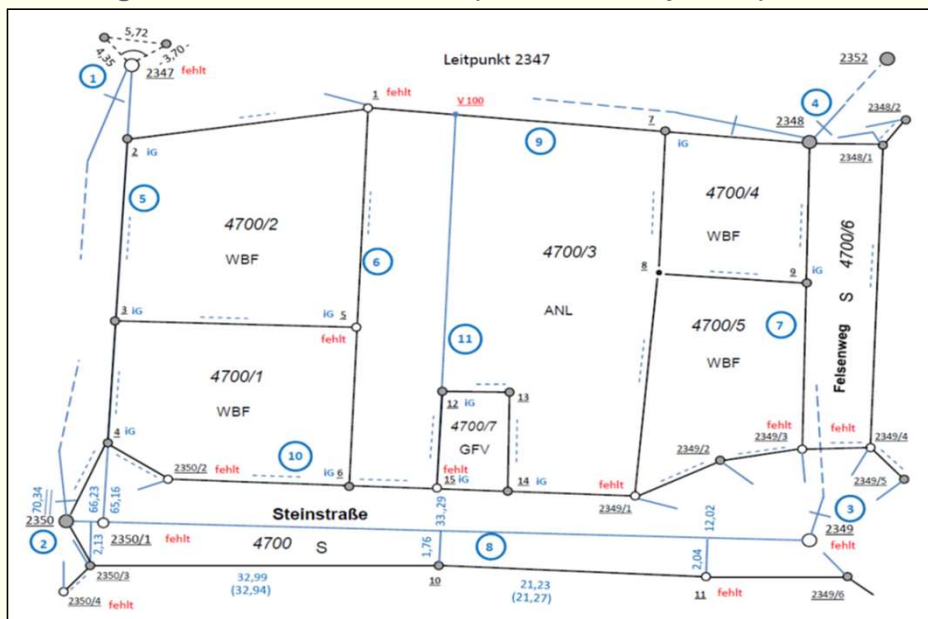 5,72
4,35
3,70
2347 fehlt
1
Leitpunkt 2347
2352
4
2348/2
1 fehlt
V 100
7
2348
2348/1
2 iG
iG
9
5
4700/2
WBF
6
4700/3
ANL
4700/4
WBF
8
9 iG
4700/6
S
Felsenweg
3 iG
iG 5
fehlt
11
4700/5
WBF
7
4700/1
WBF
12 iG
13
4700/7
GFV
4 iG
2350/2 fehlt
10
iG 6
fehlt
15 iG
14 iG
2349/2
2349/3
fehlt
fehlt
2349/4
2349/5
2349/1 fehlt
70,34
66,23
65,16
2350
2
2350/1 fehlt
Steinstraße
33,29
12,02
3
2349
fehlt
2,13
4700 S
1,76
8
2,04
2350/3
2350/4
fehlt
32,99
(32,94)
10
21,23
(21,27)
11 fehlt
2349/6